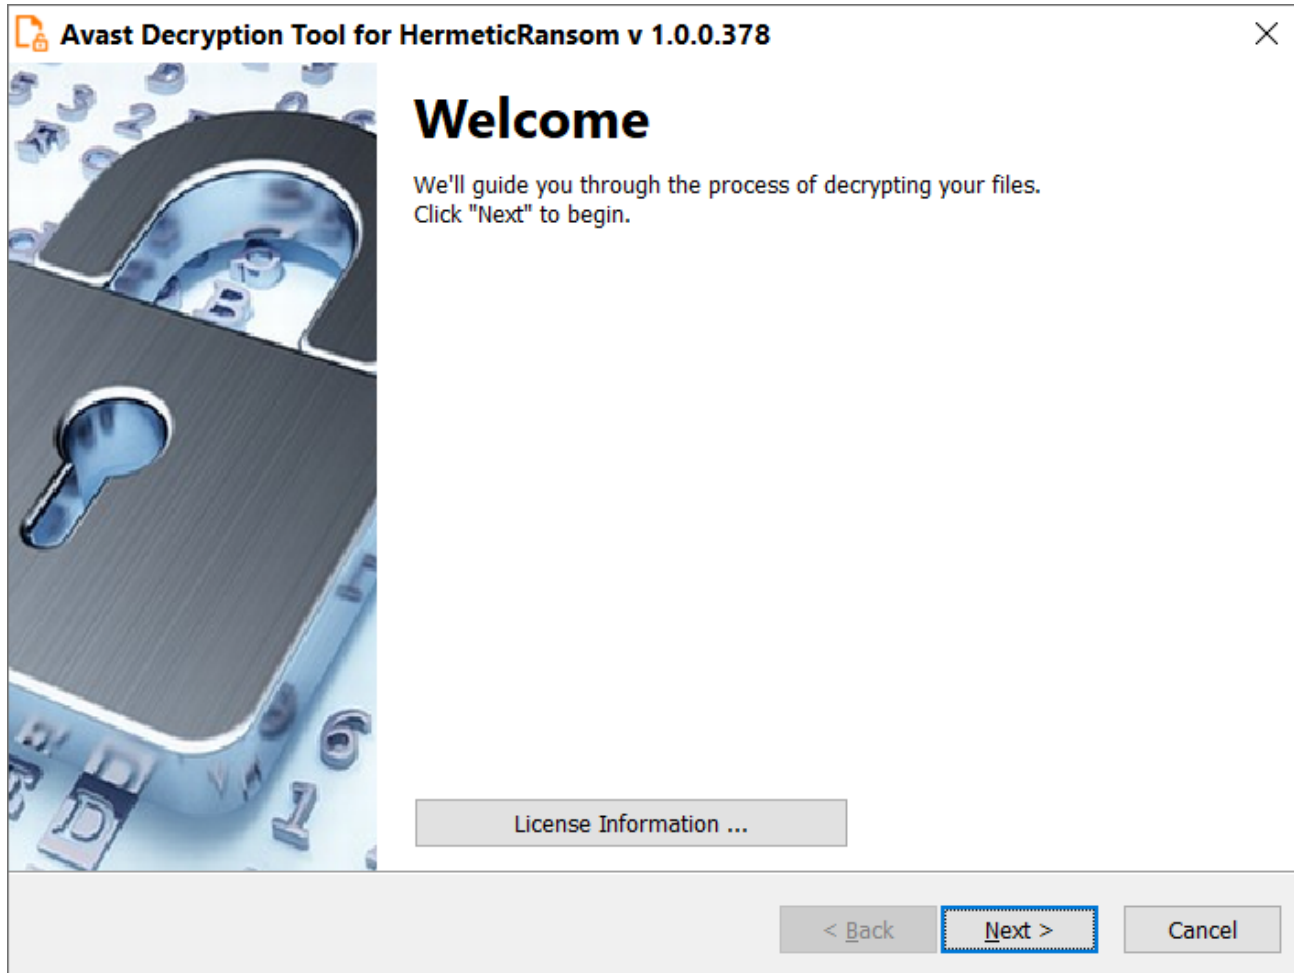 Avast Decryption Tool for HermeticRansom v 1.0.0.378
Welcome
We'll guide you through the process of decrypting your files.
Click "Next" to begin.
License Information ...
< Back
Next >
Cancel